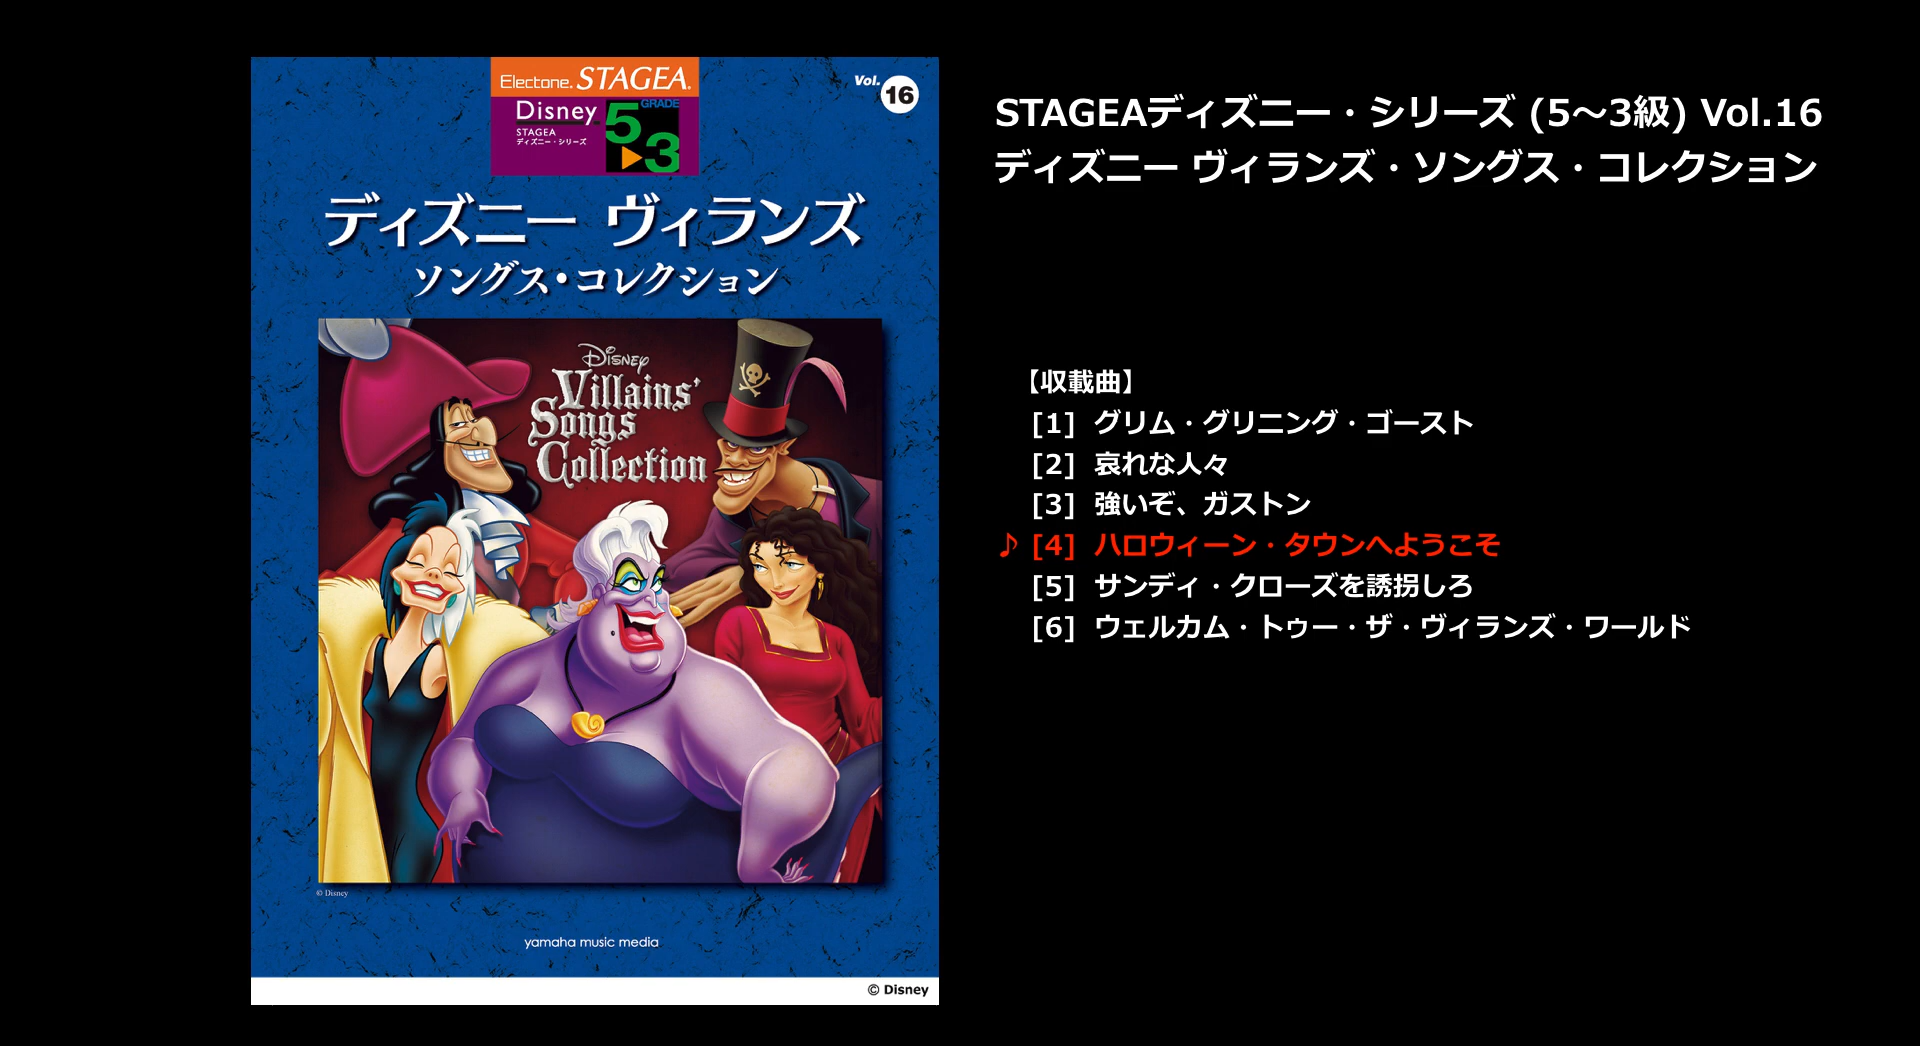 Electone® STAGEA®
Disney
STAGEA
ディズニー・シリーズ
GRADE
5
3
Vol.
16
ディズニー ヴィランズ
ソングス・コレクション
Disney
Villains'
Songs
Collection
© Disney
yamaha music media
© Disney
STAGEAディズニー・シリーズ (5～3級) Vol.16
ディズニー ヴィランズ・ソングス・コレクション
【収載曲】
[1] グリム・グリニング・ゴースト
[2] 哀れな人々
[3] 強いぞ、ガストン
♪ [4] ハロウィーン・タウンへようこそ
[5] サンディ・クローズを誘拐しろ
[6] ウェルカム・トゥー・ザ・ヴィランズ・ワールド